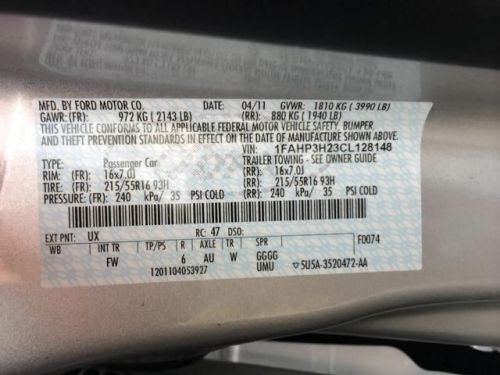 MFD. BY FORD MOTOR CO. DATE: 04/11 GVWR: 1810 KG ( 3990 LB)
GAWR: (FR): 972 KG ( 2143 LB) (RR): 880 KG ( 1940 LB)
THIS VEHICLE CONFORMS TO ALL APPLICABLE FEDERAL MOTOR VEHICLE SAFETY
AND THEFT PREVENTION STANDARDS IN EFFECT ON THE DATE OF MANUFACTURE SHOWN
ABOVE. VIN: 1FAHP3H23CL128148
TYPE: Passenger Car TRAILER TOWING - SEE OWNER GUIDE
RIM: (FR): 16x7.0J (RR): 16x7.0J
TIRE: (FR): 215/55R16 93H (RR): 215/55R16 93H
PRESSURE: (FR): 240 kPa/ 35 PSI COLD (RR): 240 kPa/ 35 PSI COLD
EXT PNT: UX RC: 47 DSO: F0074
WB INT TR TP/PS R AXLE TR SPR
FW 6 AU W GGGG
1201104053927 UMU ▽5U5A-3520472-AA